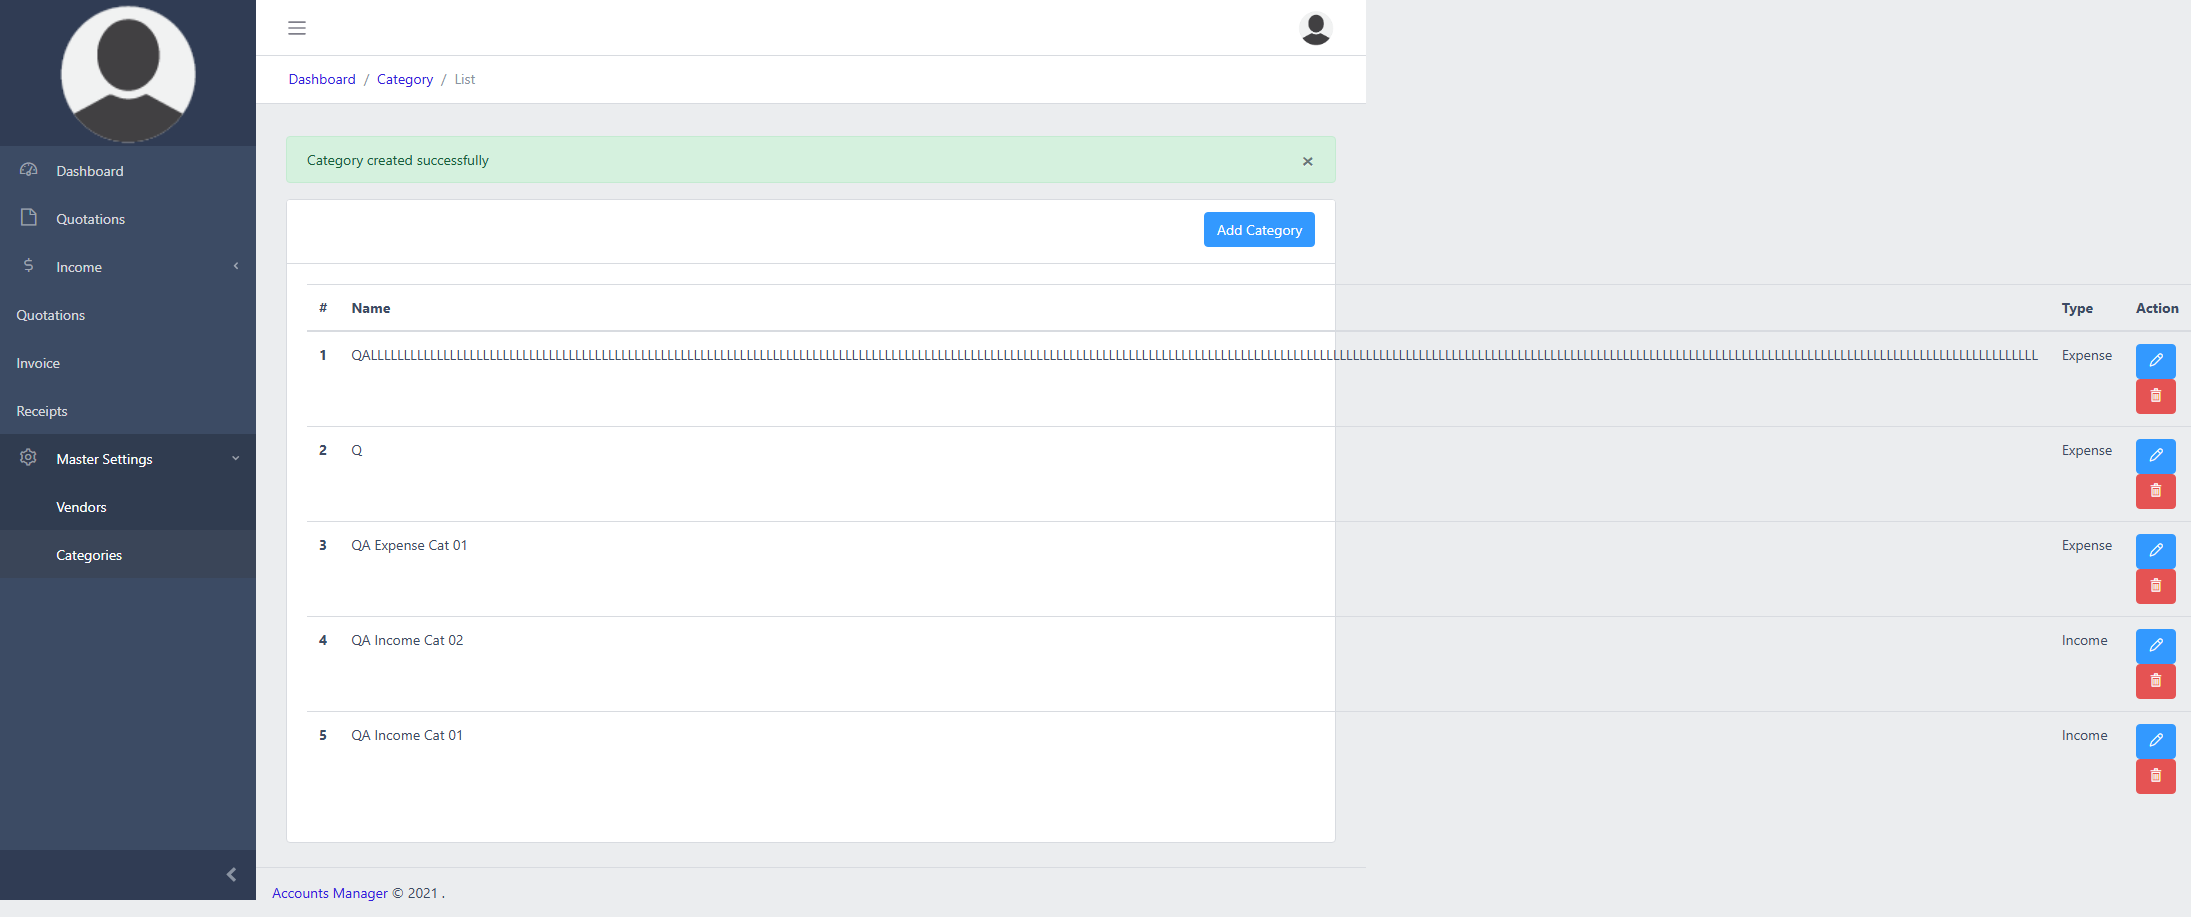 Dashboard / Category / List
Category created successfully ×
Add Category
# Name Type Action
1 QALLLLLLLLLLLLLLLLLLLLLLLLLLLLLLLLLLLLLLLLLLLLLLLLLLLLLLLLLLLLLLLLLLLLLLLLLLLLLLLLLLLLLLLLLLLLLLLLLLLLLLLLLLLLLLLLLLLLLLLLLLLLLLLLLLLLLLLLLLLLLLLLLLLLLLLLLLLLLLLLLLLLLLLLLLLLLLLLLLLLLLLLLLLLLLLLLLLLLLLLLLLLLLLLLLLLLLLLLLLLLLLLLLLLLLLLLLLLLLLLLLL Expense
2 Q Expense
3 QA Expense Cat 01 Expense
4 QA Income Cat 02 Income
5 QA Income Cat 01 Income
Dashboard
Quotations
Income
Quotations
Invoice
Receipts
Master Settings
Vendors
Categories
Accounts Manager © 2021 .